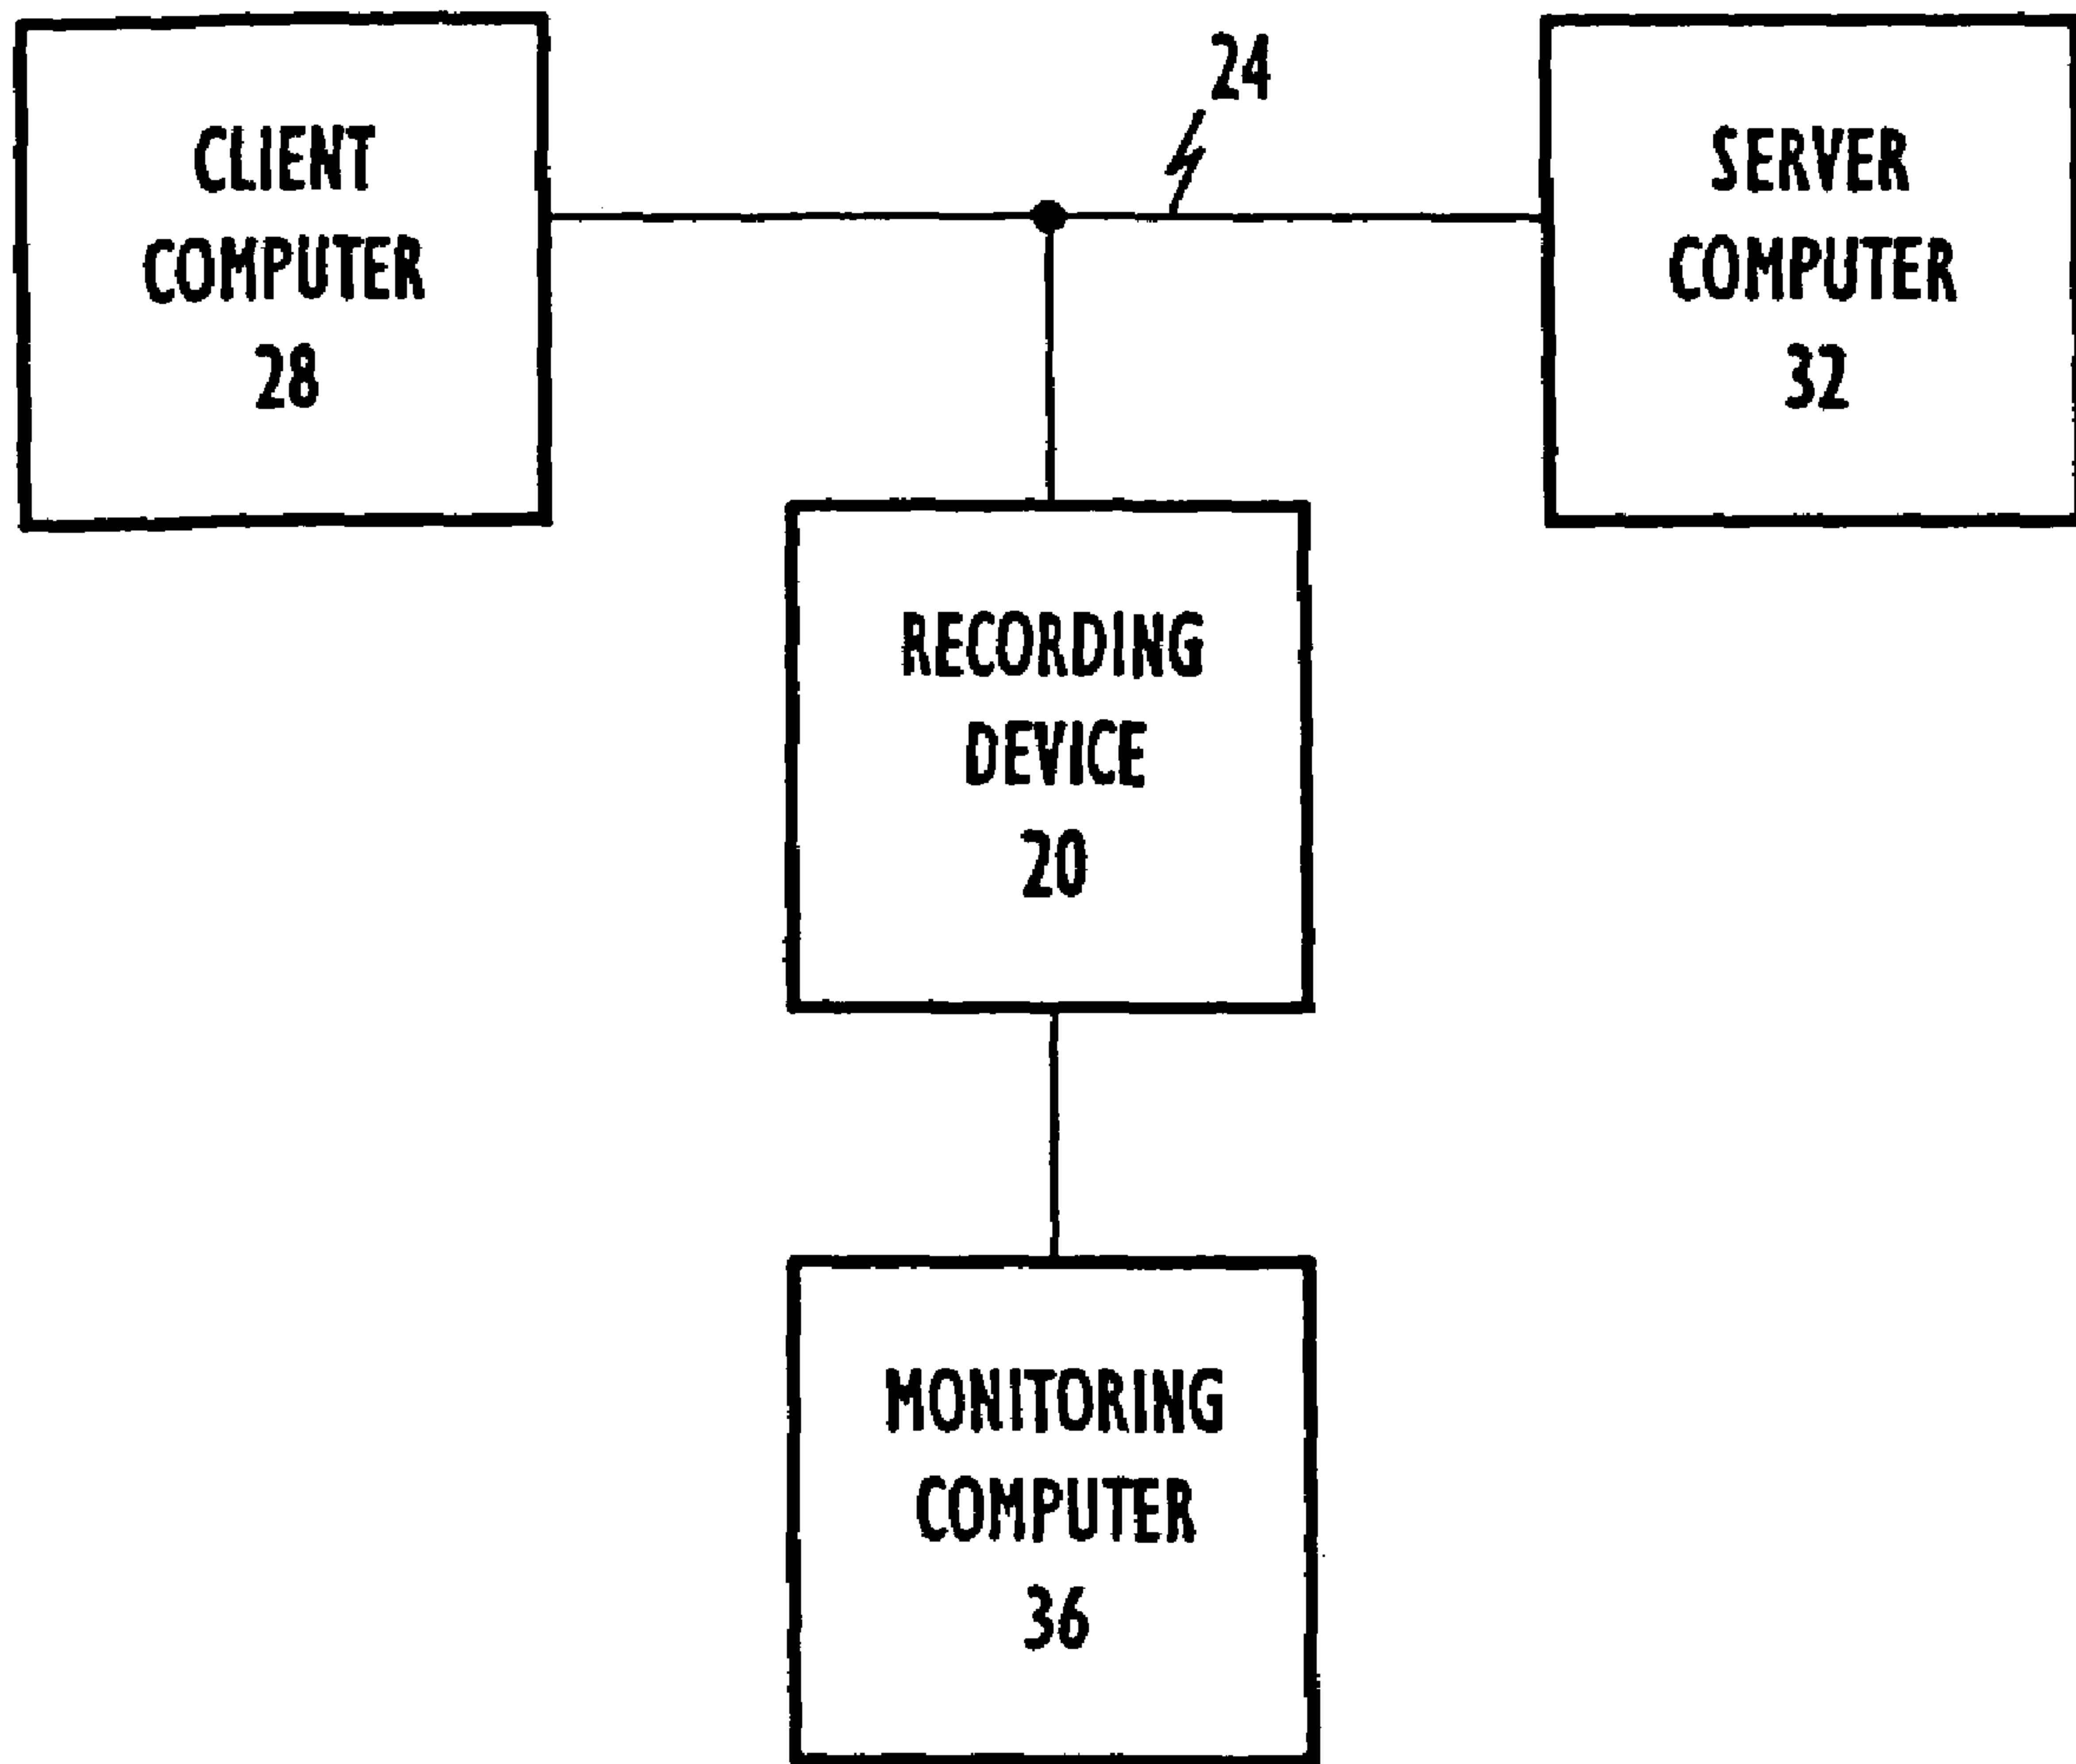 24
CLIENT
COMPUTER
28
SERVER
COMPUTER
32
RECORDING
DEVICE
20
MONITORING
COMPUTER
36